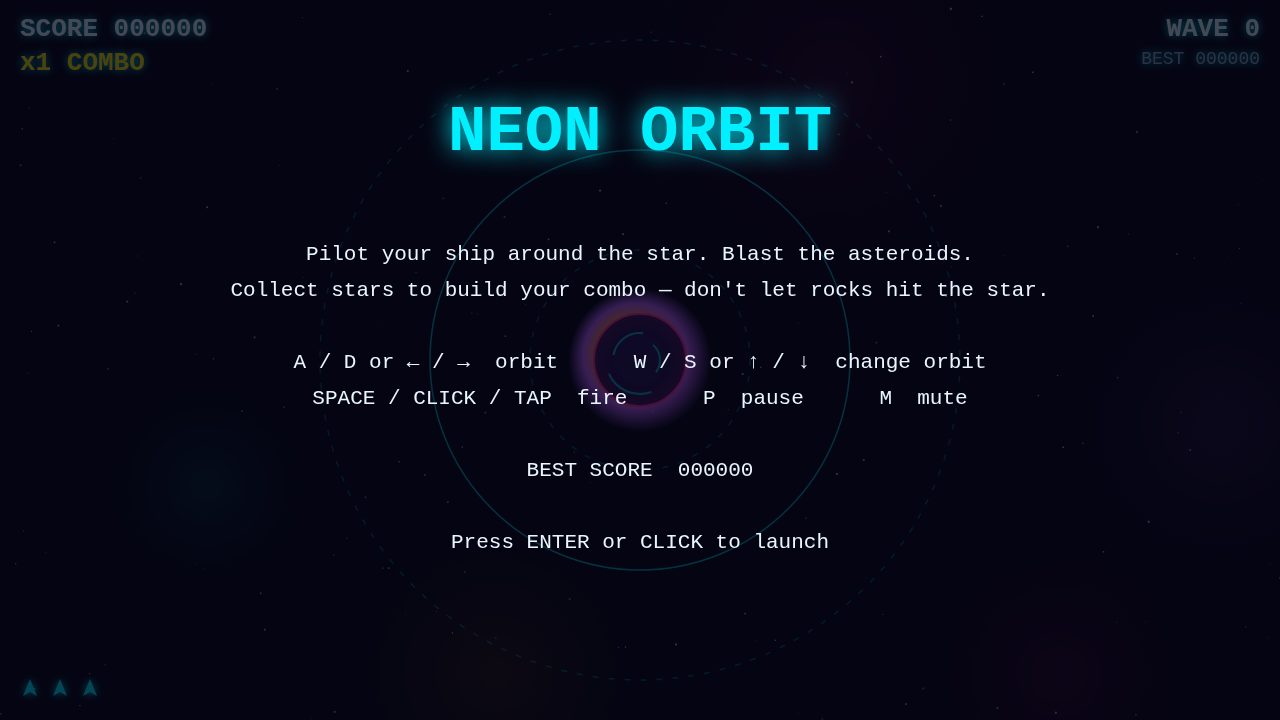 SCORE 000000
WAVE 0
x1 COMBO
BEST 000000
NEON ORBIT
Pilot your ship around the star. Blast the asteroids.
Collect stars to build your combo — don't let rocks hit the star.
A / D or ← / →  orbit      W / S or ↑ / ↓  change orbit
SPACE / CLICK / TAP  fire      P  pause      M  mute
BEST SCORE  000000
Press ENTER or CLICK to launch